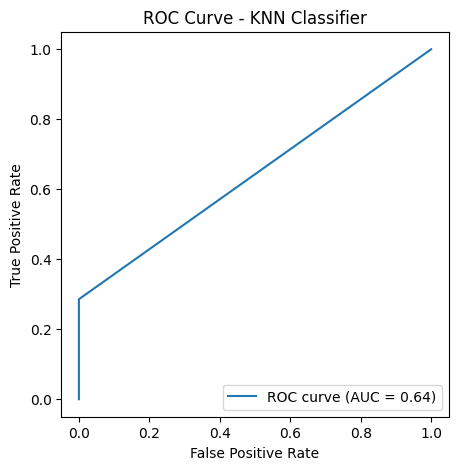 ROC Curve - KNN Classifier
True Positive Rate
1.0
0.8
0.6
0.4
0.2
0.0
ROC curve (AUC = 0.64)
0.0 0.2 0.4 0.6 0.8 1.0
False Positive Rate